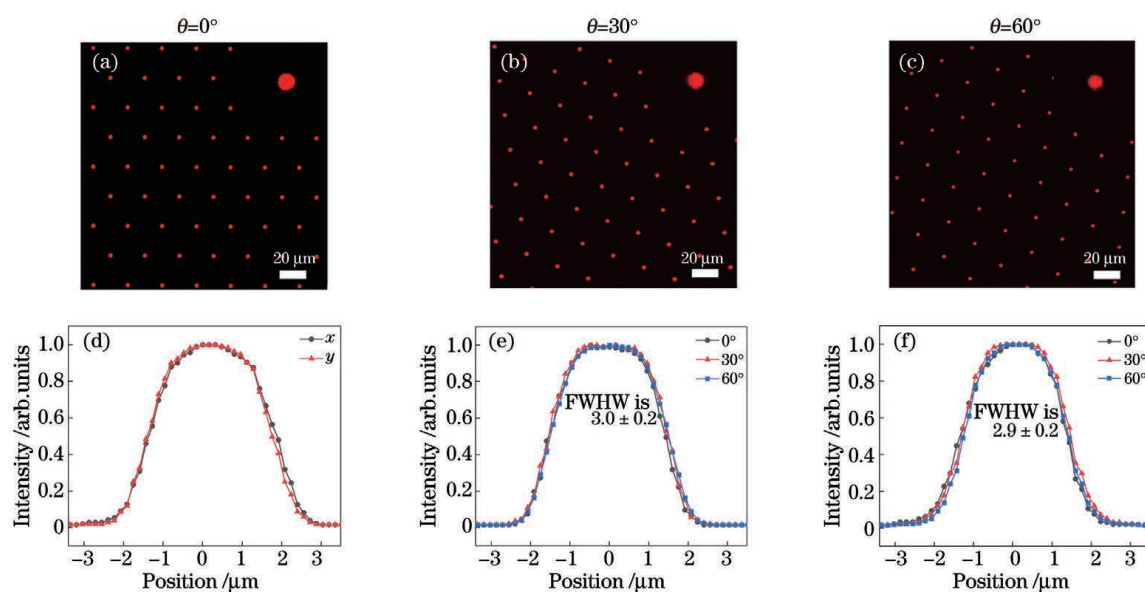 θ=0°
θ=30°
θ=60°
(a)
(b)
(c)
20 μm
20 μm
20 μm
(d)
x
y
Intensity /arb.units
1.0
0.8
0.6
0.4
0.2
0
−3 −2 −1 0 1 2 3
Position /μm
(e)
0°
30°
60°
FWHW is
3.0 ± 0.2
Intensity /arb.units
1.0
0.8
0.6
0.4
0.2
0
−3 −2 −1 0 1 2 3
Position /μm
(f)
0°
30°
60°
FWHW is
2.9 ± 0.2
Intensity /arb.units
1.0
0.8
0.6
0.4
0.2
0
−3 −2 −1 0 1 2 3
Position /μm